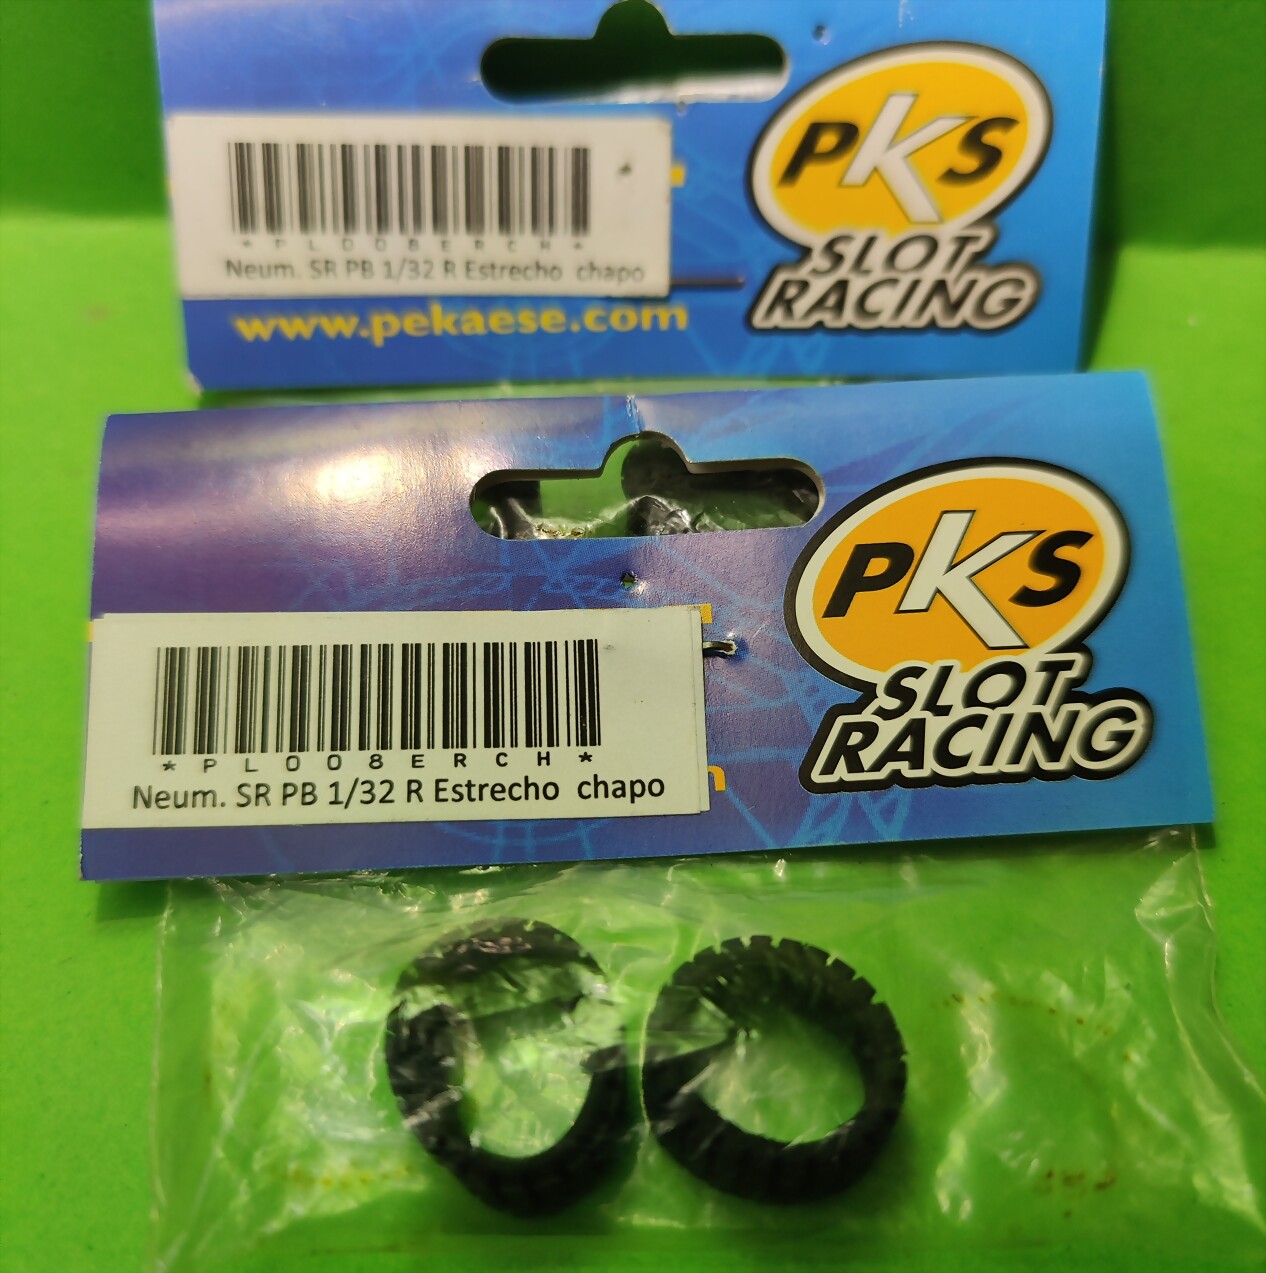 PKS
SLOT
RACING
*PL008ERCH*
Neum. SR PB 1/32 R Estrecho chapo
www.pekaese.com
PKS
SLOT
RACING
*PL008ERCH*
Neum. SR PB 1/32 R Estrecho chapo